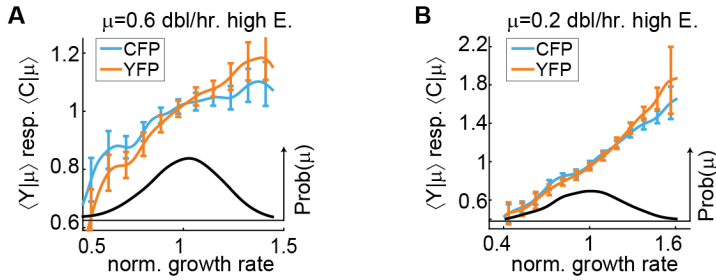 A
μ=0.6 dbl/hr. high E.
⟨Y|μ⟩ resp. ⟨C|μ⟩
1.2
1
0.8
0.6
CFP
YFP
Prob(μ)
0.5
1
1.5
norm. growth rate
B
μ=0.2 dbl/hr. high E.
⟨Y|μ⟩ resp. ⟨C|μ⟩
2.2
1.8
1.4
1
0.6
CFP
YFP
Prob(μ)
0.4
1
1.6
norm. growth rate